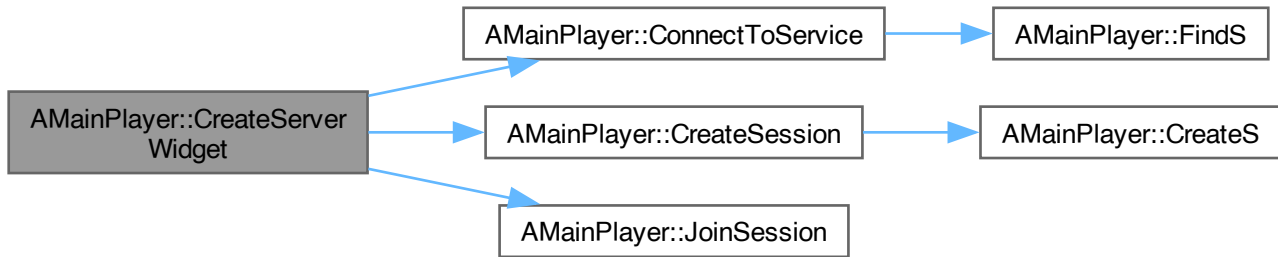 AMainPlayer::CreateServer
Widget
AMainPlayer::ConnectToService
AMainPlayer::FindS
AMainPlayer::CreateSession
AMainPlayer::CreateS
AMainPlayer::JoinSession